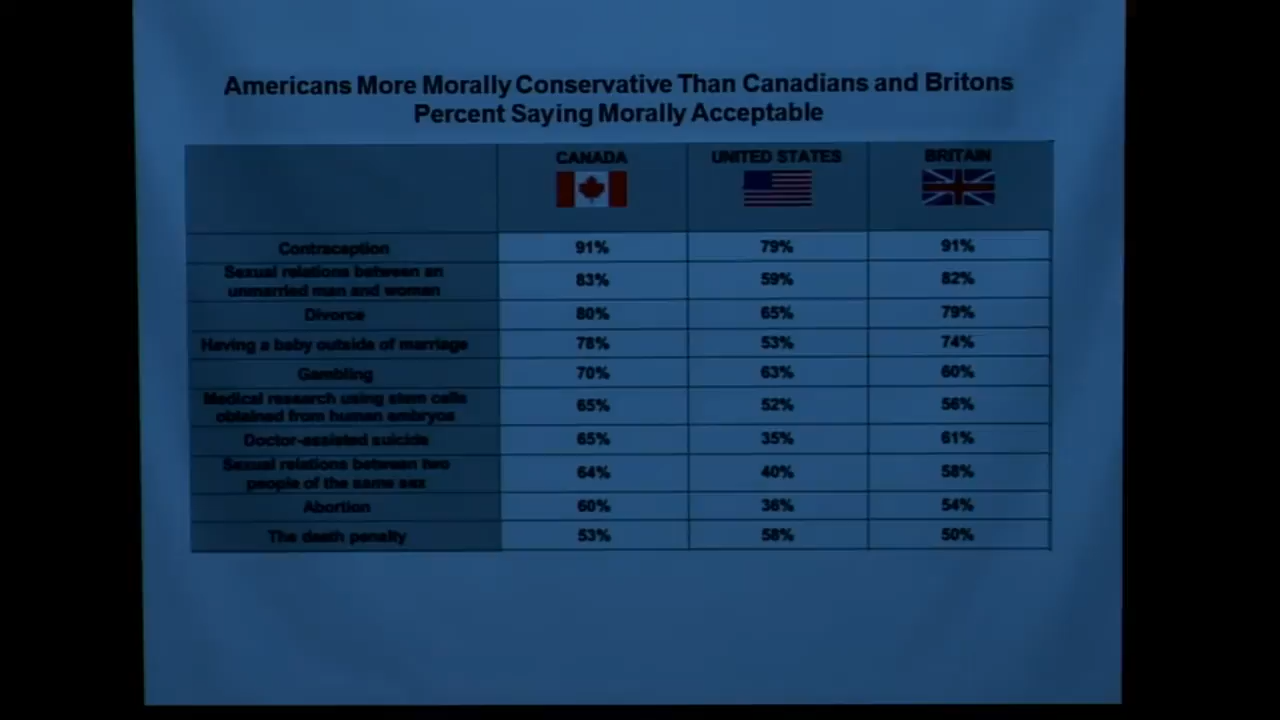 Americans More Morally Conservative Than Canadians and Britons
Percent Saying Morally Acceptable
CANADA UNITED STATES BRITAIN
Contraception 91% 79% 91%
Sexual relations between an
unmarried man and woman 83% 59% 82%
Divorce 80% 65% 79%
Having a baby outside of marriage 78% 53% 74%
Gambling 70% 63% 60%
Medical research using stem cells
obtained from human embryos 65% 52% 56%
Doctor-assisted suicide 65% 35% 61%
Sexual relations between two
people of the same sex 64% 40% 58%
Abortion 60% 36% 54%
The death penalty 53% 58% 50%